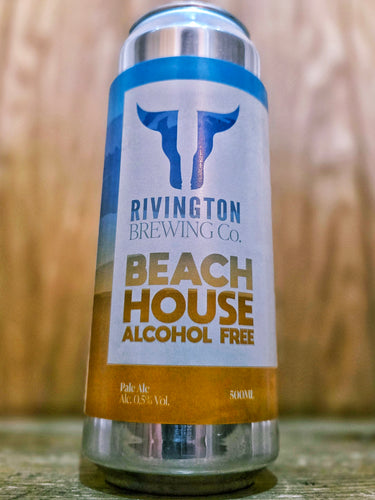 RIVINGTON
BREWING Co.
BEACH
HOUSE
ALCOHOL FREE
Pale Ale
Alc. 0.5% Vol.
500ML